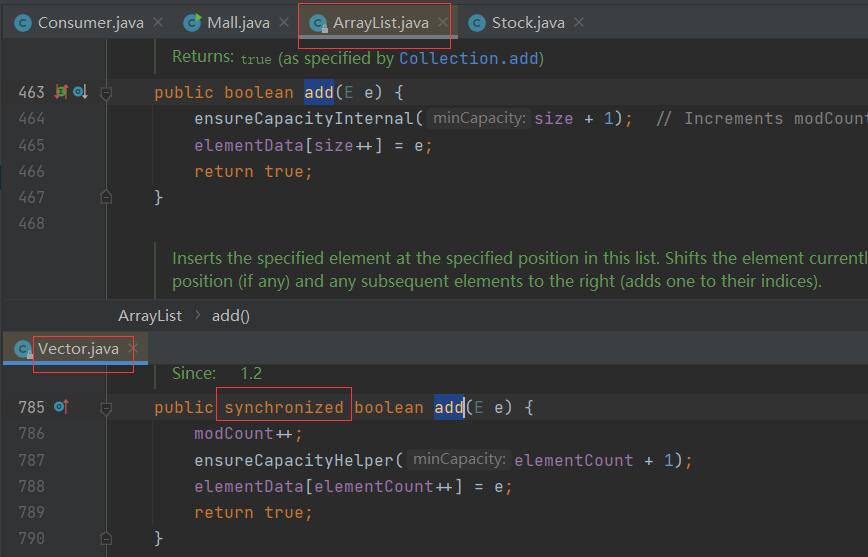 Consumer.java Mall.java ArrayList.java Stock.java
Returns: true (as specified by Collection.add)
463 public boolean add(E e) {
464 ensureCapacityInternal( minCapacity: size + 1); // Increments modCount
465 elementData[size++] = e;
466 return true;
467 }
468
Inserts the specified element at the specified position in this list. Shifts the element currentl
position (if any) and any subsequent elements to the right (adds one to their indices).
ArrayList > add()
Vector.java
Since: 1.2
785 public synchronized boolean add(E e) {
786 modCount++;
787 ensureCapacityHelper( minCapacity: elementCount + 1);
788 elementData[elementCount++] = e;
789 return true;
790 }